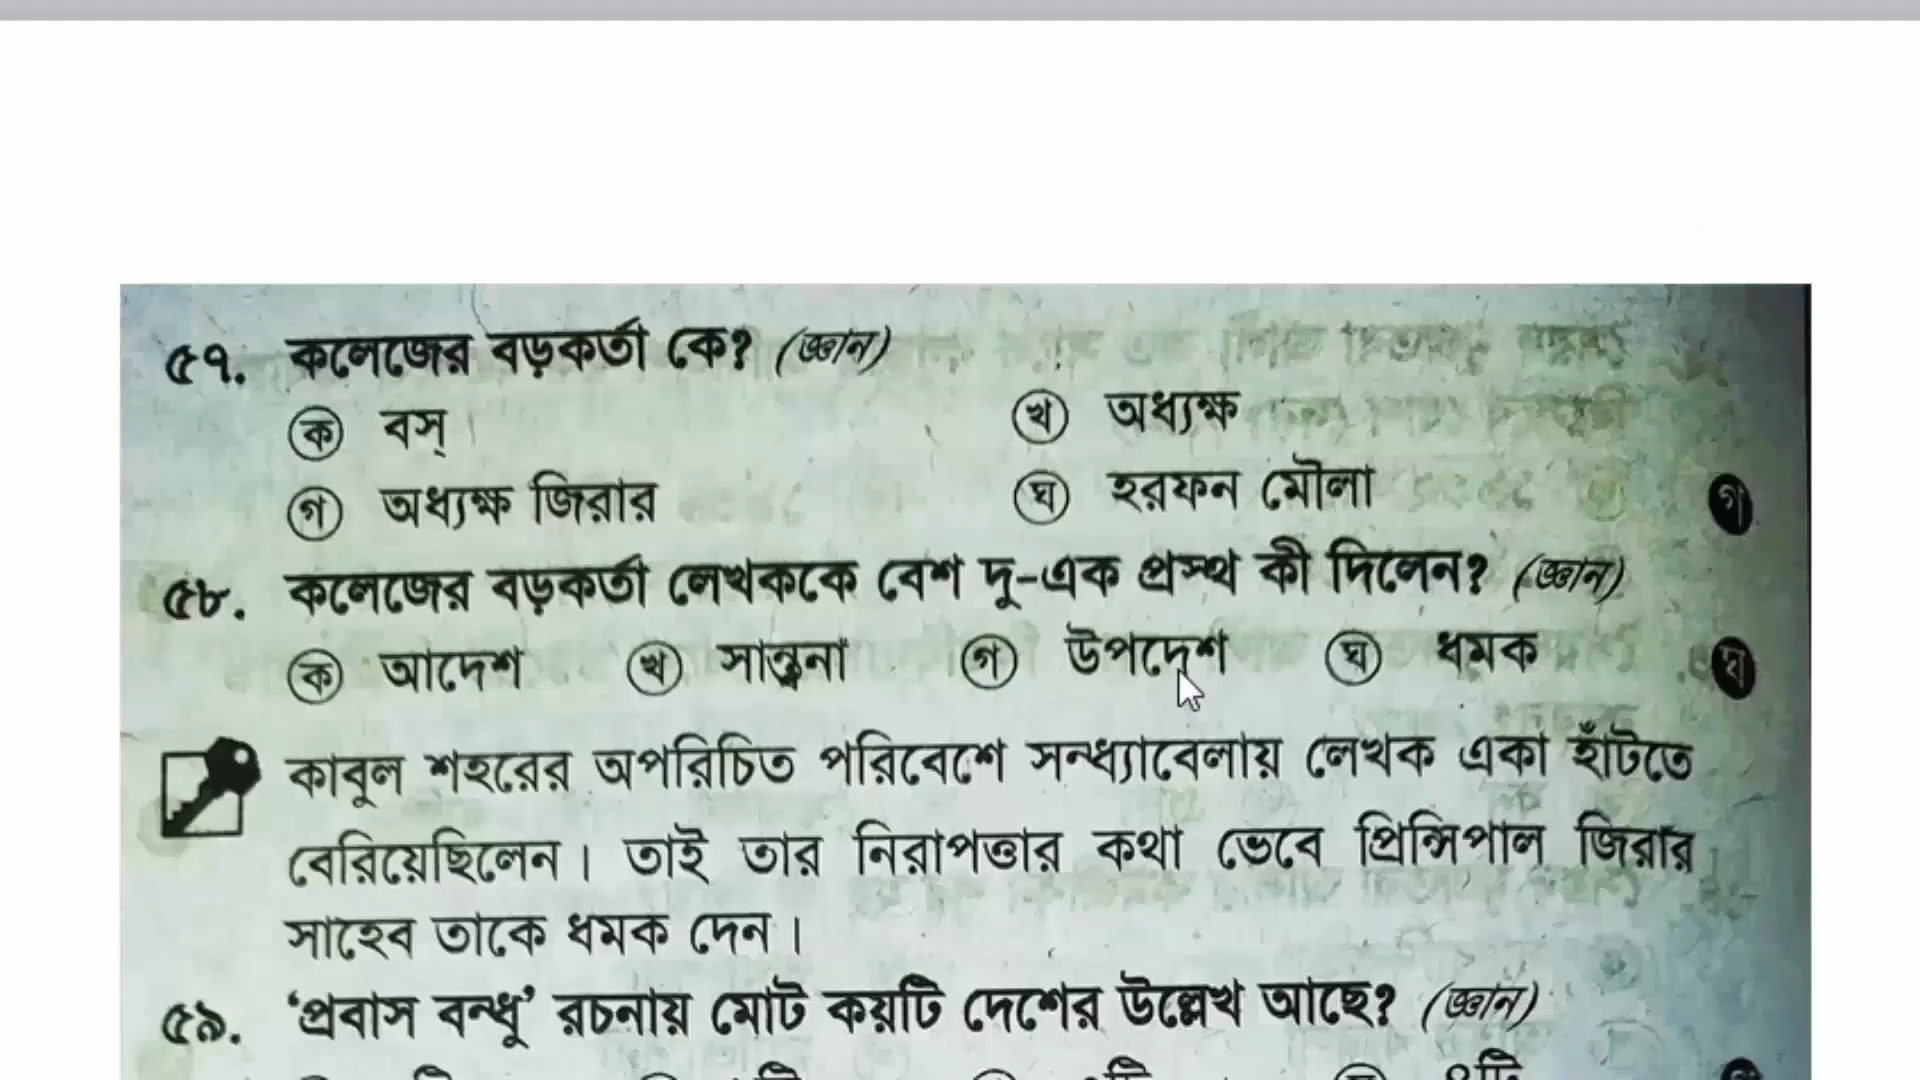 ৫৭. কলেজের বড়কর্তা কে? (জ্ঞান)
ক বস্ খ অধ্যক্ষ
গ অধ্যক্ষ জিরার ঘ হরফন মৌলা গ
৫৮. কলেজের বড়কর্তা লেখককে বেশ দু-এক প্রস্থ কী দিলেন? (জ্ঞান)
ক আদেশ খ সান্ত্বনা গ উপদেশ ঘ ধমক ঘ
কাবুল শহরের অপরিচিত পরিবেশে সন্ধ্যাবেলায় লেখক একা হাঁটতে
বেরিয়েছিলেন। তাই তার নিরাপত্তার কথা ভেবে প্রিন্সিপাল জিরার
সাহেব তাকে ধমক দেন।
৫৯. ‘প্রবাস বন্ধু’ রচনায় মোট কয়টি দেশের উল্লেখ আছে? (জ্ঞান)